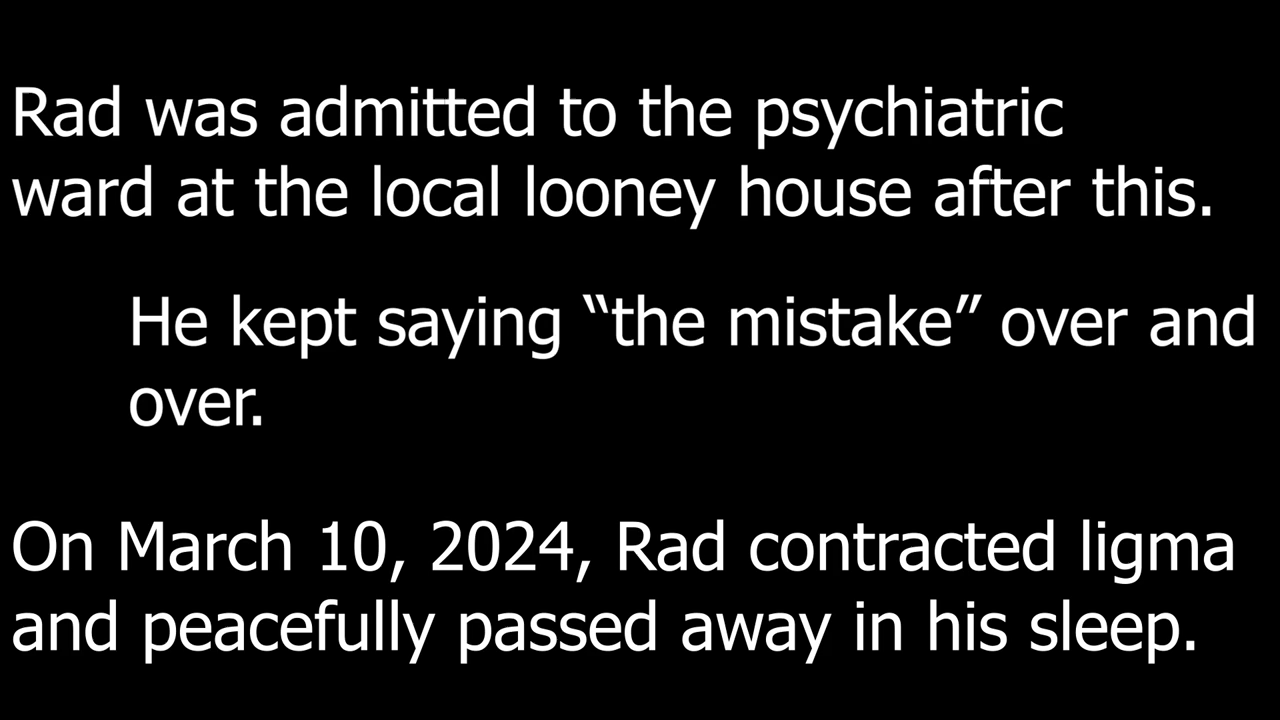 Rad was admitted to the psychiatric
ward at the local looney house after this.
He kept saying “the mistake” over and
over.
On March 10, 2024, Rad contracted ligma
and peacefully passed away in his sleep.